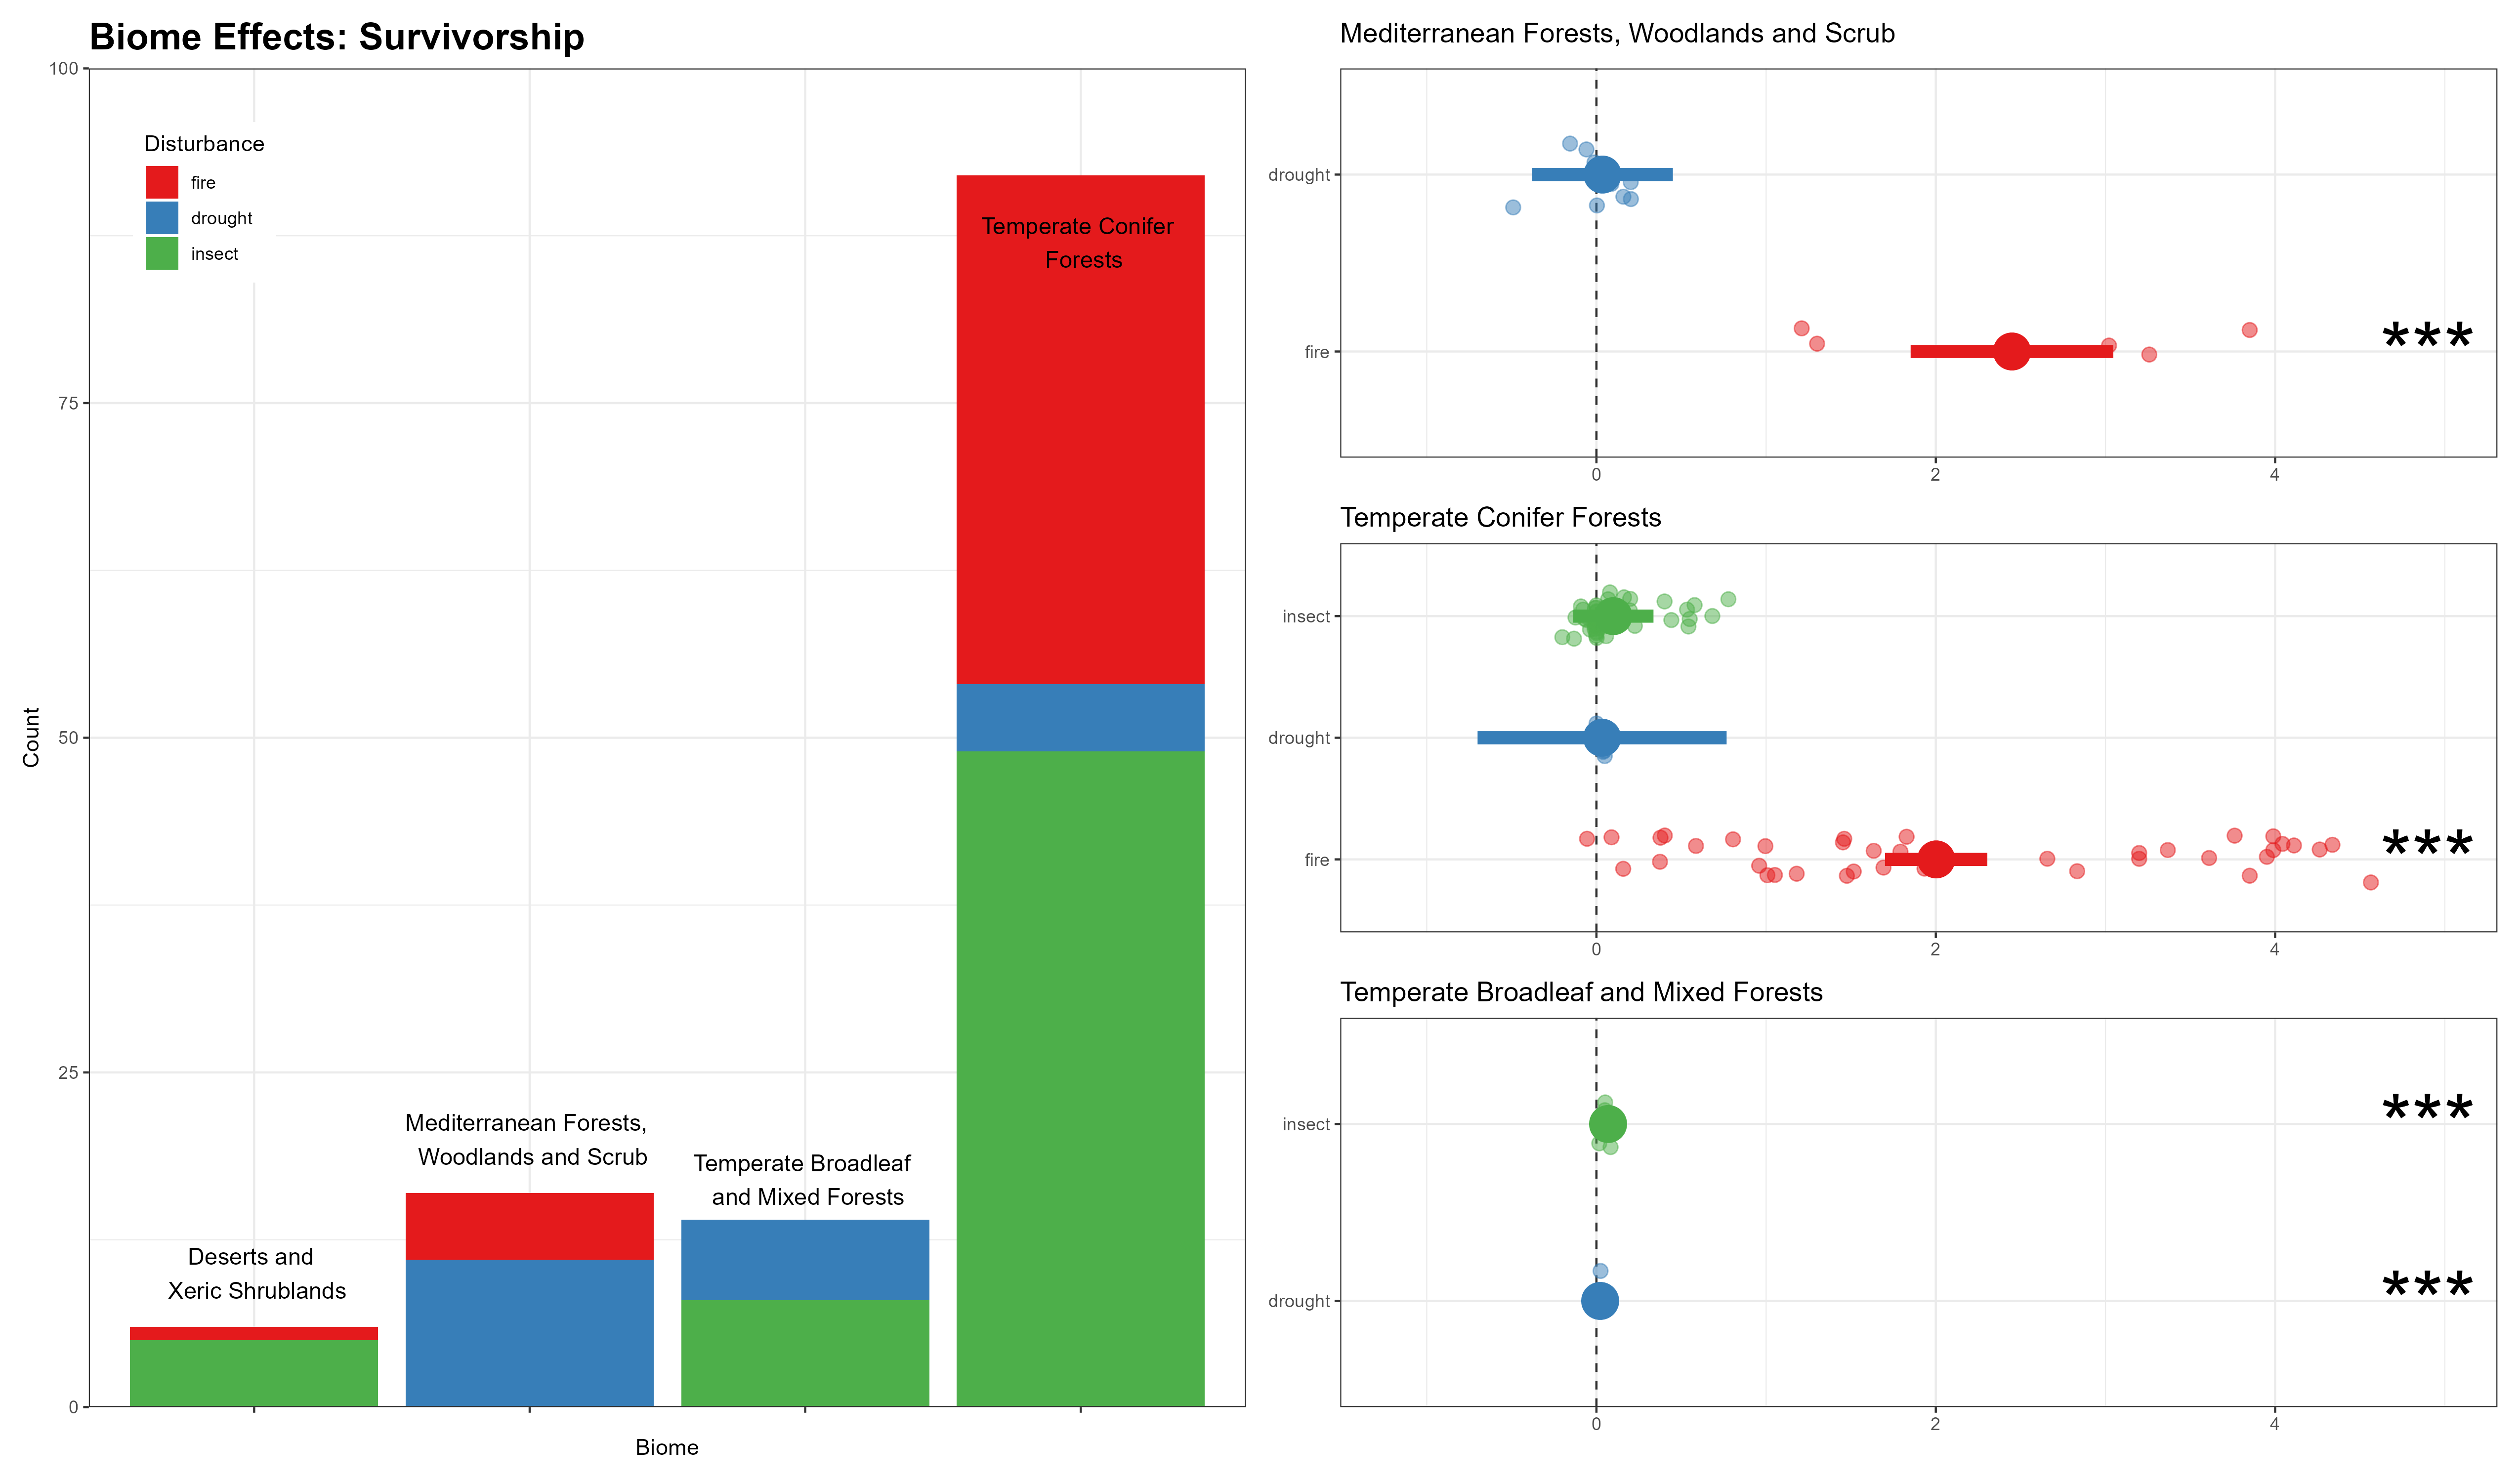 Biome Effects: Survivorship
100
75
50
25
0
Count
Disturbance
fire
drought
insect
Temperate Conifer
Forests
Mediterranean Forests,
Woodlands and Scrub
Temperate Broadleaf
and Mixed Forests
Deserts and
Xeric Shrublands
Biome
Mediterranean Forests, Woodlands and Scrub
drought
fire
***
0 2 4
Temperate Conifer Forests
insect
drought
fire
***
0 2 4
Temperate Broadleaf and Mixed Forests
insect
***
drought
***
0 2 4